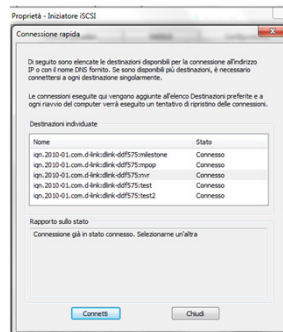 Proprietà - Iniziatore iSCSI
Connessione rapida
Di seguito sono elencate le destinazioni disponibili per la connessione all'indirizzo
IP o con il nome DNS fornito. Se sono disponibili più destinazioni, è necessario
connettersi a ogni destinazione singolarmente.
Le connessioni eseguite qui vengono aggiunte all'elenco Destinazioni preferite e a
ogni riavvio del computer verrà eseguito un tentativo di ripristino delle connessioni.
Destinazioni individuate
Nome Stato
iqn.2010-01.com.d-link:dlink-ddf575:milestone Connesso
iqn.2010-01.com.d-link:dlink-ddf575:mpop Connesso
iqn.2010-01.com.d-link:dlink-ddf575:nvr Connesso
iqn.2010-01.com.d-link:dlink-ddf575:test Connesso
iqn.2010-01.com.d-link:dlink-ddf575:test2 Connesso
Rapporto sullo stato
Connessione già in stato connesso. Selezionarne un'altra
Connetti Chiudi